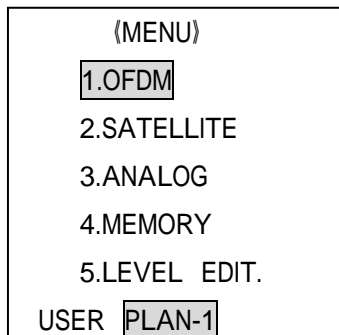 《MENU》
1.OFDM
2.SATELLITE
3.ANALOG
4.MEMORY
5.LEVEL EDIT.
USER PLAN-1